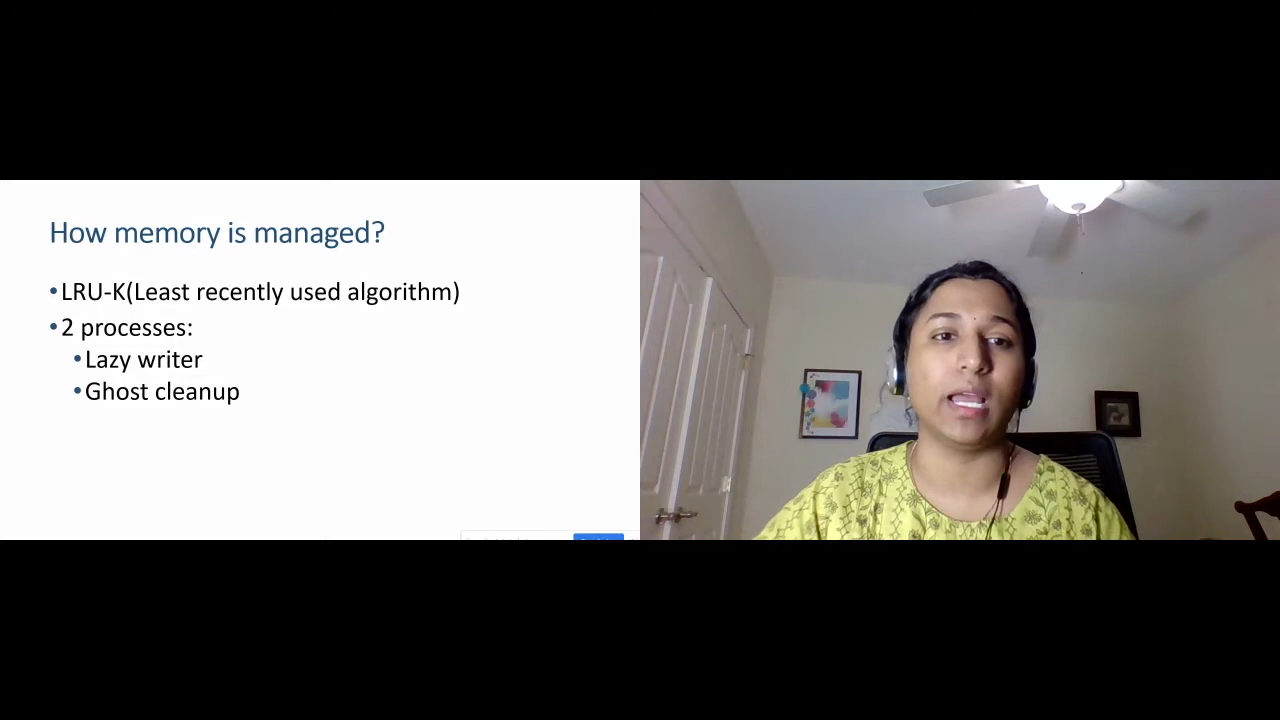 How memory is managed?
•LRU-K(Least recently used algorithm)
•2 processes:
•Lazy writer
•Ghost cleanup